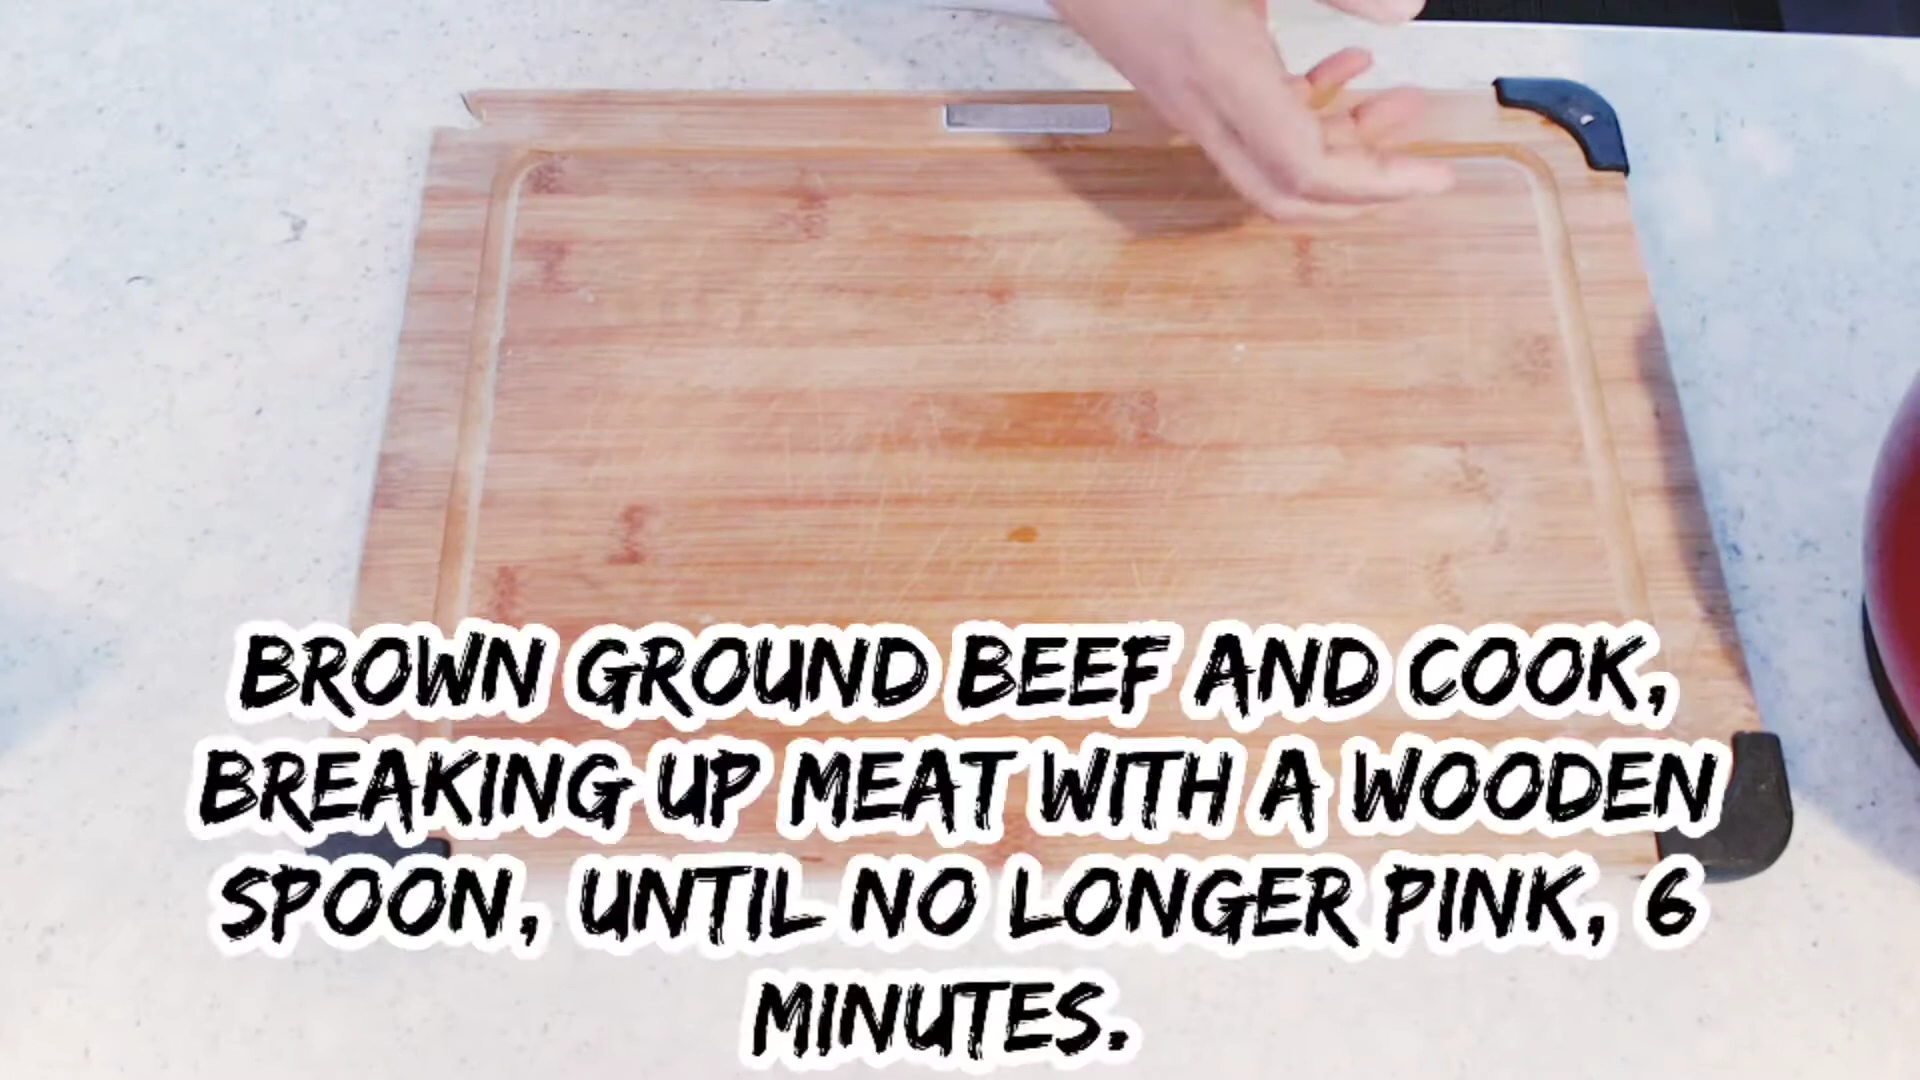 BROWN GROUND BEEF AND COOK,
BREAKING UP MEAT WITH A WOODEN
SPOON, UNTIL NO LONGER PINK, 6
MINUTES.